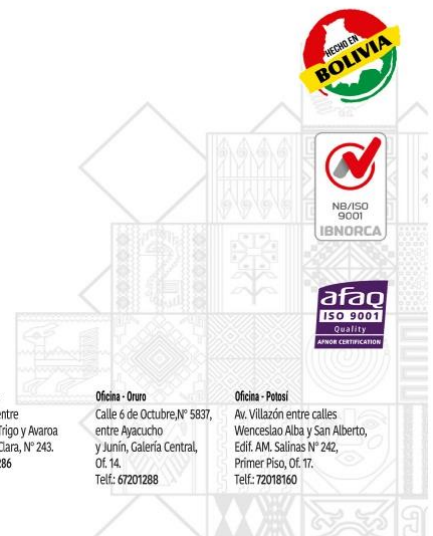 HECHO EN
BOLIVIA
NB/ISO
9001
IBNORCA
afaq
ISO 9001
Quality
AFNOR CERTIFICATION
entre
Trigo y Avaroa
Clara, N° 243.
286
Oficina - Oruro
Calle 6 de Octubre,N° 5837,
entre Ayacucho
y Junín, Galería Central,
Of. 14.
Telf.: 67201288
Oficina - Potosí
Av. Villazón entre calles
Wenceslao Alba y San Alberto,
Edif. AM. Salinas N° 242,
Primer Piso, Of. 17.
Telf.: 72018160